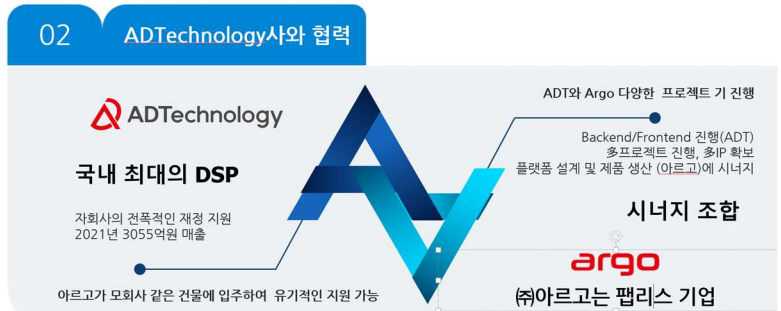 02
ADTechnology사와 협력
ADTechnology
국내 최대의 DSP
자회사의 전폭적인 재정 지원
2021년 3055억원 매출
아르고가 모회사 같은 건물에 입주하여 유기적인 지원 가능
ADT와 Argo 다양한 프로젝트 기 진행
Backend/Frontend 진행(ADT)
多프로젝트 진행, 多IP 확보
플랫폼 설계 및 제품 생산 (아르고)에 시너지
시너지 조합
argo
㈜아르고는 팹리스 기업